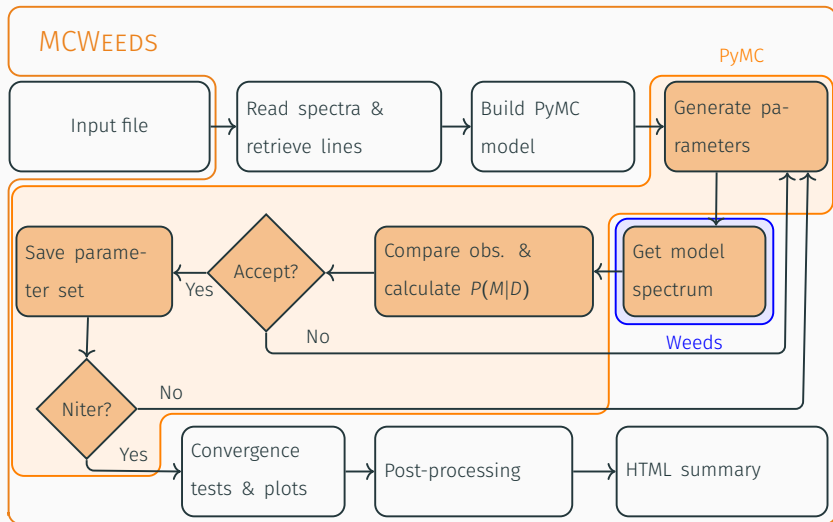 MCWEEDS
PyMC
Input file
Read spectra &
retrieve lines
Build PyMC
model
Generate pa-
rameters
Save parame-
ter set
Yes
Accept?
Compare obs. &
calculate P(M|D)
Get model
spectrum
No
Weeds
Niter?
No
Yes
Convergence
tests & plots
Post-processing
HTML summary